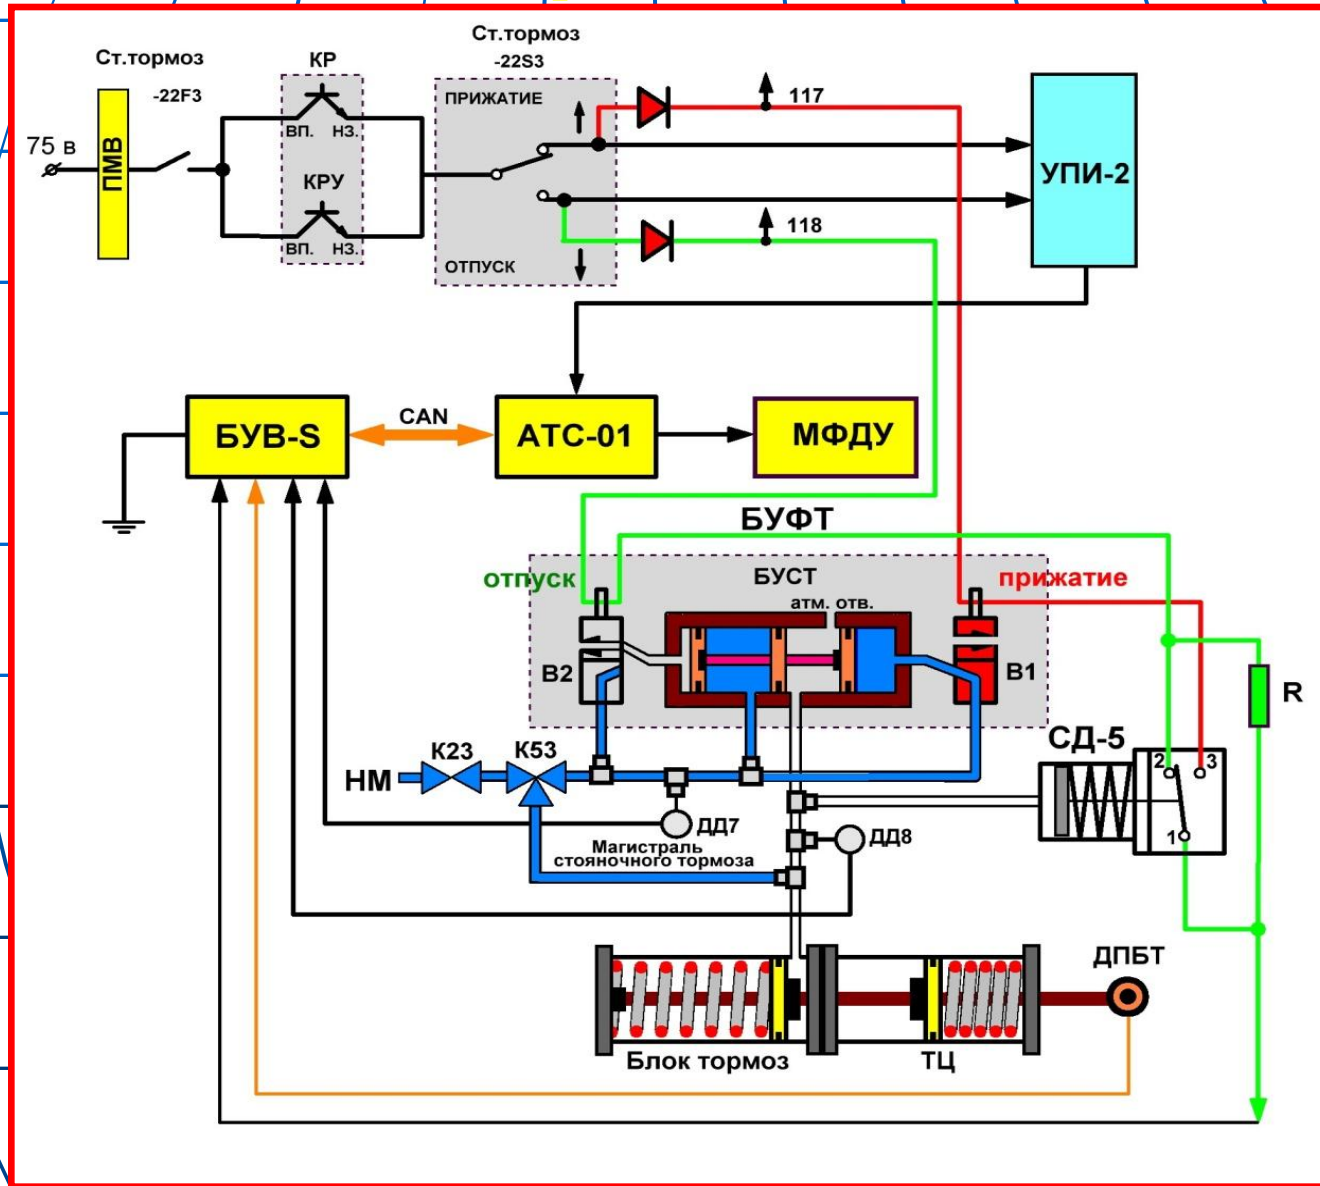 Ст.тормоз
-22F3
КР
Ст.тормоз
-22S3
ПРИЖАТИЕ
117
75 в
ПМВ
ВП.
НЗ.
КРУ
ВП.
НЗ.
УПИ-2
118
ОТПУСК
БУВ-S
CAN
АТС-01
МФДУ
БУФТ
отпуск
БУСТ
прижатие
атм. отв.
В2
В1
R
К23
К53
СД-5
НМ
2
3
1
ДД7
ДД8
Магистраль
стояночного тормоза
ДПБТ
Блок тормоз
ТЦ